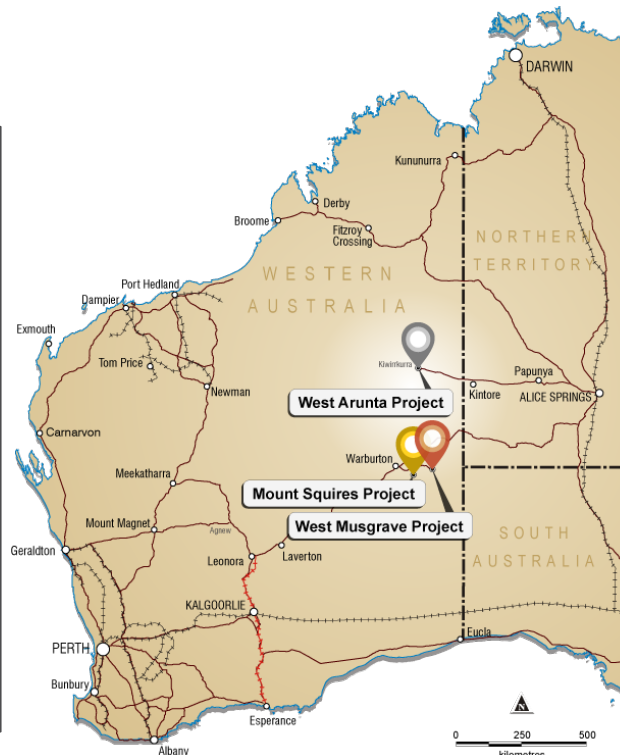 DARWIN
Kununurra
Derby
Broome
Fitzroy
Crossing
NORTHERN
TERRITORY
WESTERN
AUSTRALIA
Port Hedland
Dampier
Exmouth
Tom Price
Newman
Kiwirrkurra
Papunya
Kintore
ALICE SPRINGS
West Arunta Project
Carnarvon
Warburton
Meekatharra
Mount Squires Project
West Musgrave Project
Mount Magnet
Agnew
SOUTH
AUSTRALIA
Geraldton
Leonora
Laverton
KALGOORLIE
PERTH
Eucla
Bunbury
Esperance
Albany
N
0 250 500
kilometres